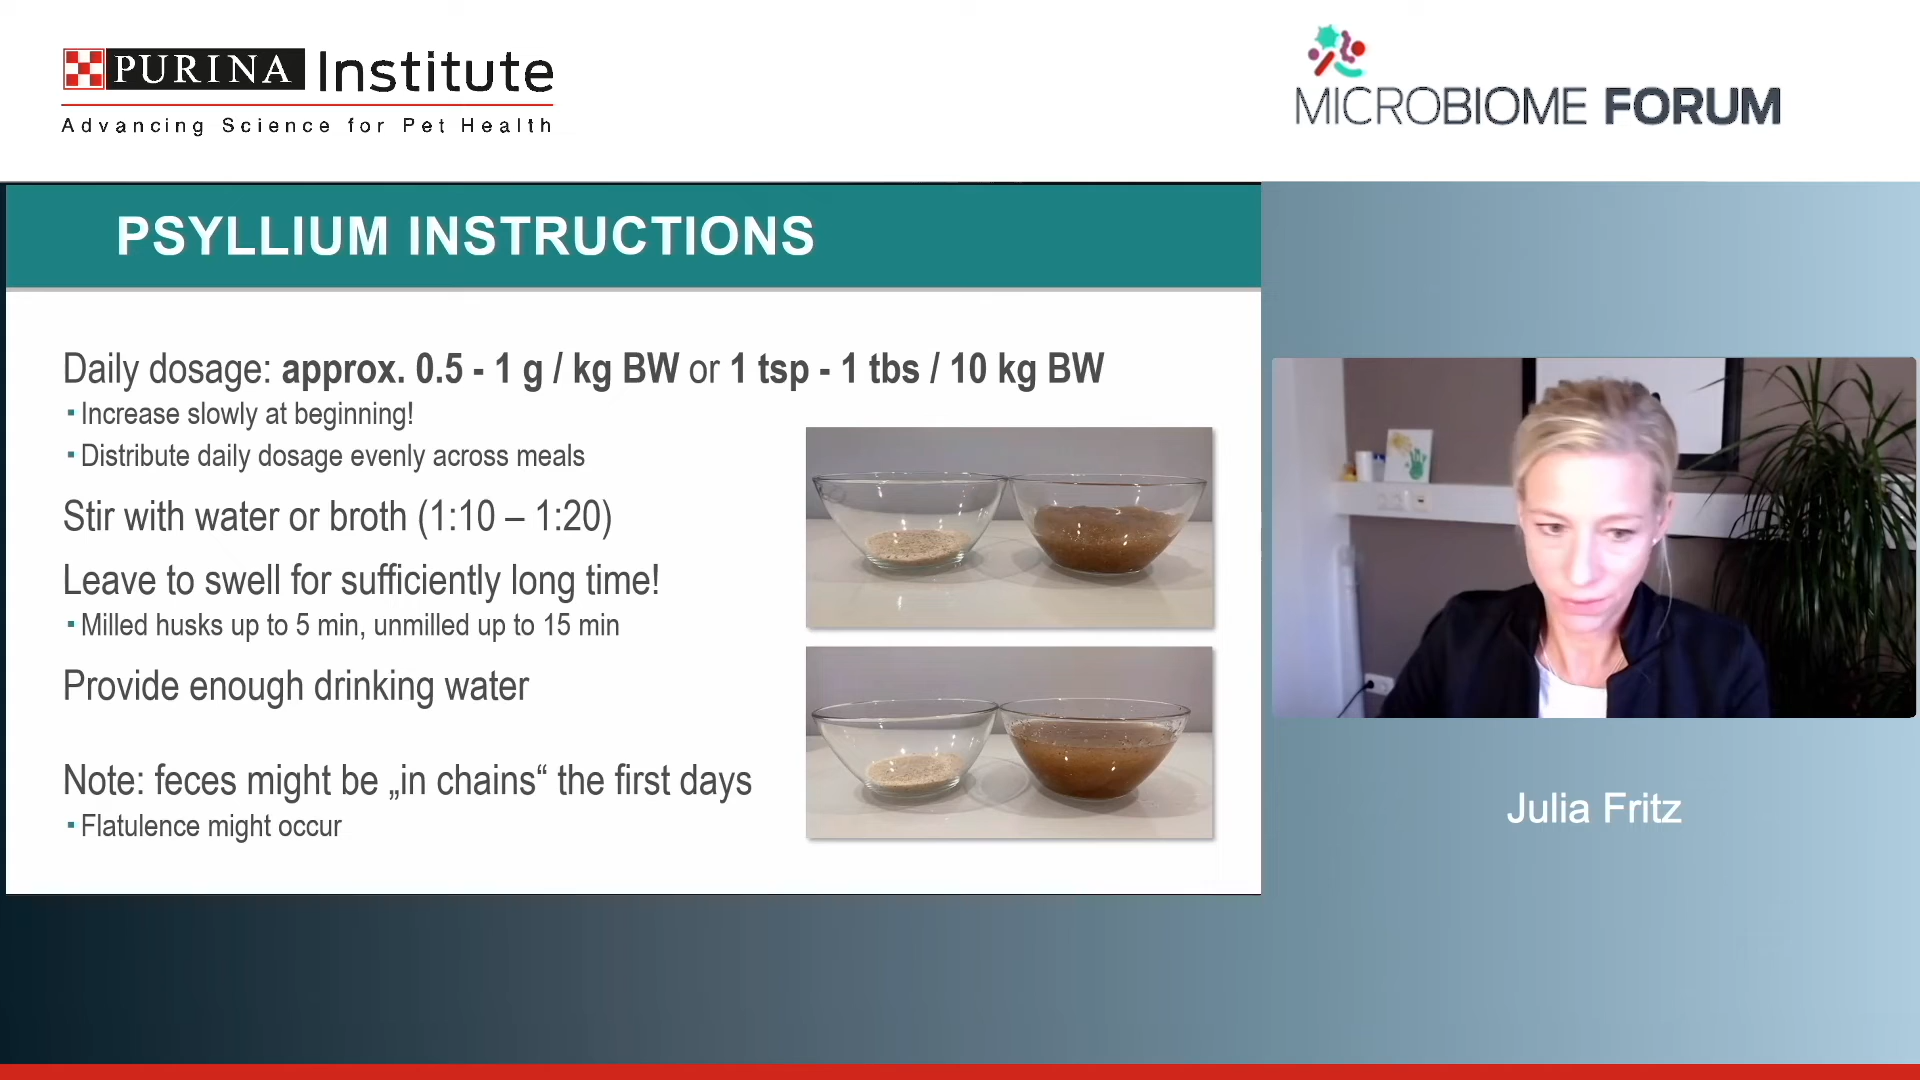 PURINA Institute
Advancing Science for Pet Health
MICROBIOME FORUM
PSYLLIUM INSTRUCTIONS
Daily dosage: approx. 0.5 - 1 g / kg BW or 1 tsp - 1 tbs / 10 kg BW
▪ Increase slowly at beginning!
▪ Distribute daily dosage evenly across meals
Stir with water or broth (1:10 – 1:20)
Leave to swell for sufficiently long time!
▪ Milled husks up to 5 min, unmilled up to 15 min
Provide enough drinking water
Note: feces might be „in chains“ the first days
▪ Flatulence might occur
Julia Fritz